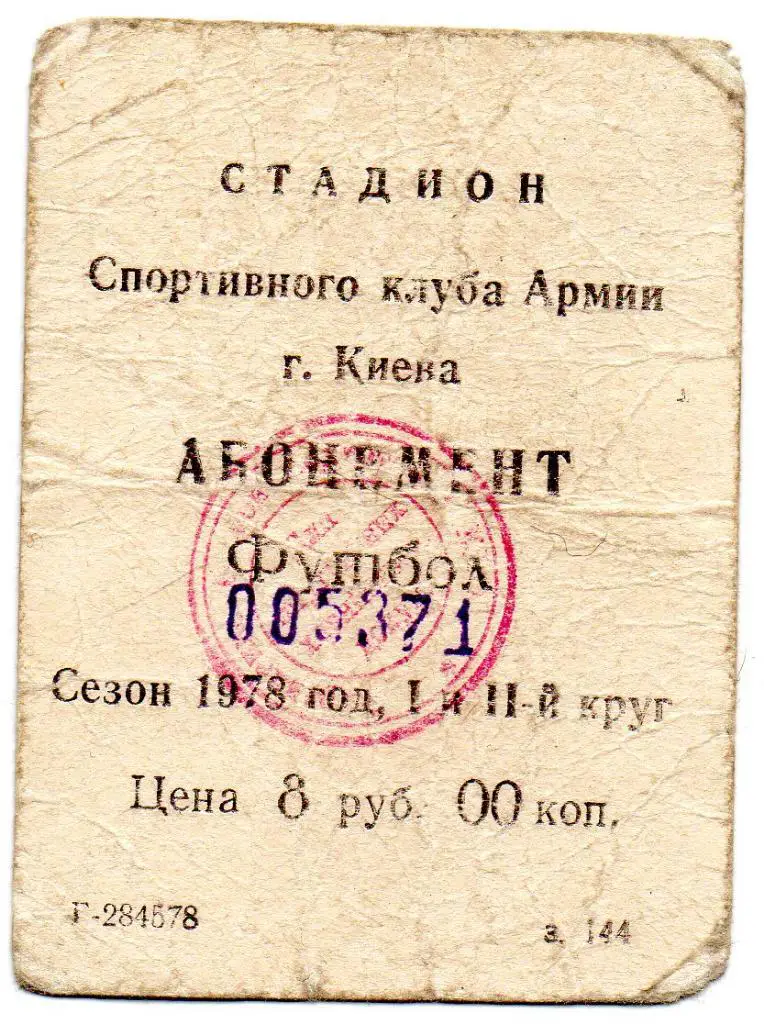 СТАДИОН
Спортивного клуба Армии
г. Киева
АБОНЕМЕНТ
Футбол
005371
Сезон 1978 год, I и II-й круг
Цена 8 руб. 00 коп.
Г-284578
з. 144